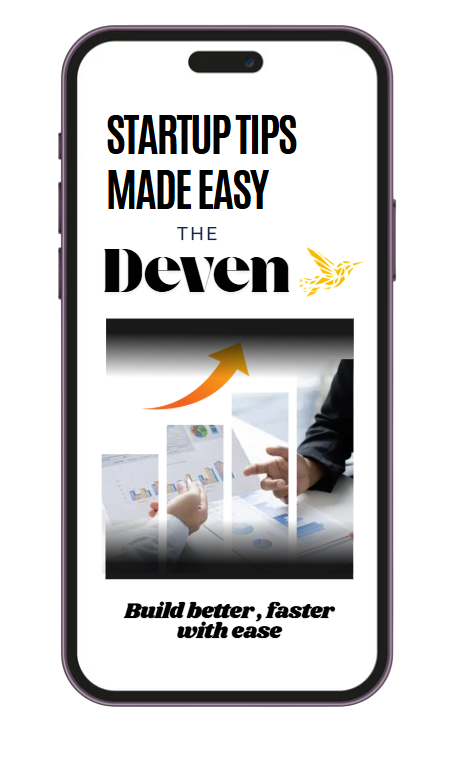 STARTUP TIPS
MADE EASY
THE
Deven
Build better , faster
with ease